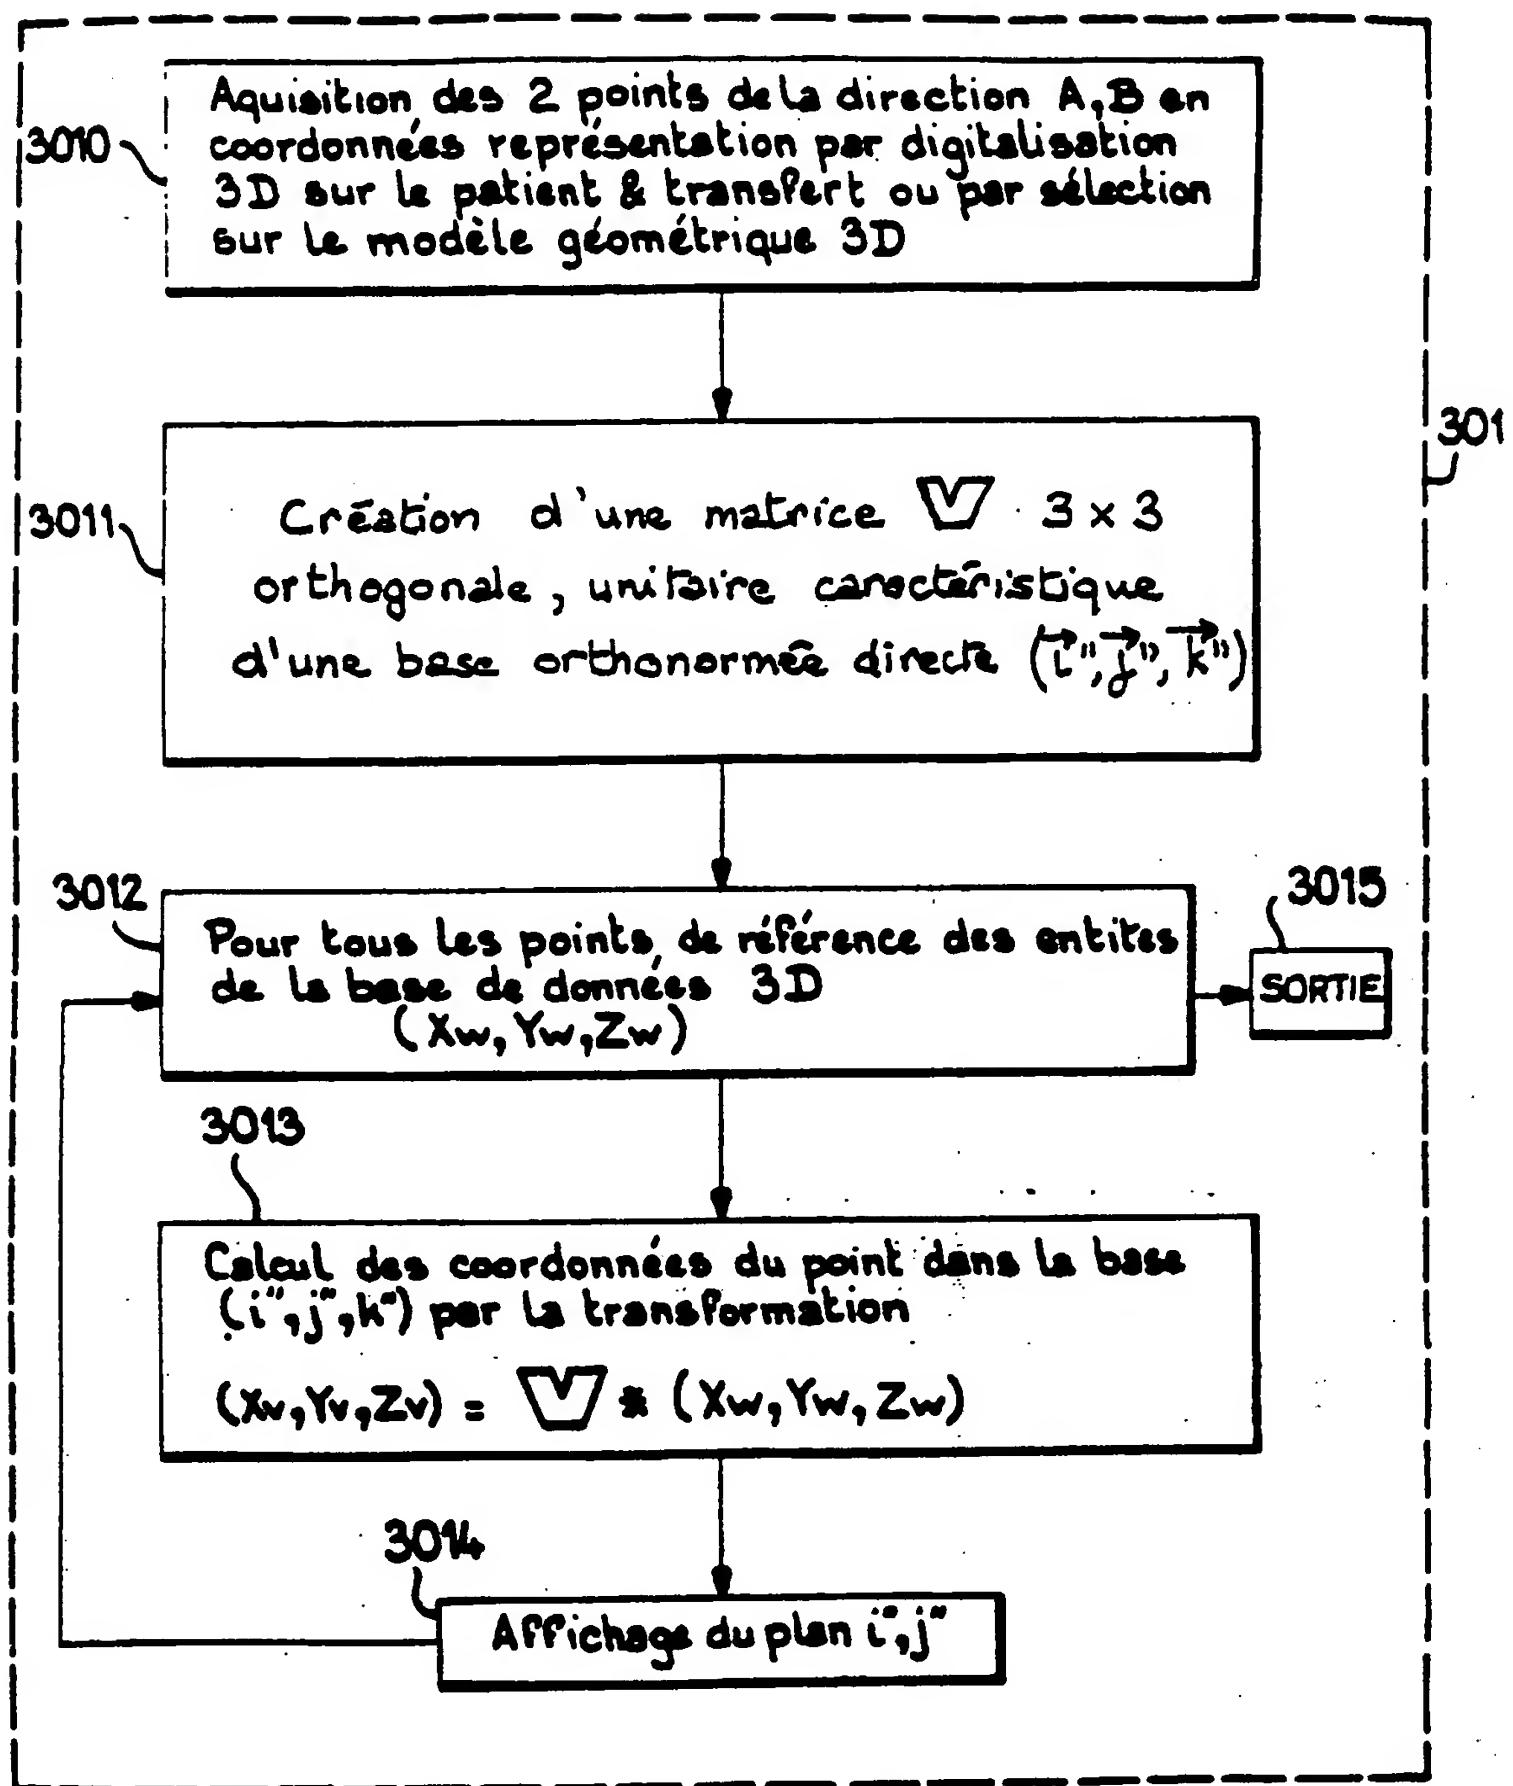 3010
Aquisition des 2 points de la direction A,B en
coordonnées représentation par digitalisation
3D sur le patient & transfert ou par sélection
sur le modèle géométrique 3D
301
3011
Création d'une matrice V 3 x 3
orthogonale, unitaire caractéristique
d'une base orthonormée directe (i",j",k")
3012
Pour tous les points de référence des entites
de la base de données 3D
(Xw, Yw, Zw)
3015
SORTIE
3013
Calcul des coordonnées du point dans la base
(i",j",k") par la transformation
(Xv,Yv,Zv) = V * (Xw, Yw, Zw)
3014
Affichage du plan i",j"